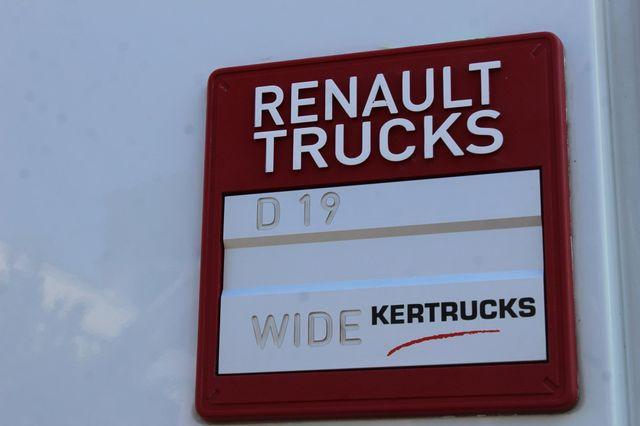 RENAULT
TRUCKS
D 19
WIDE KERTRUCKS